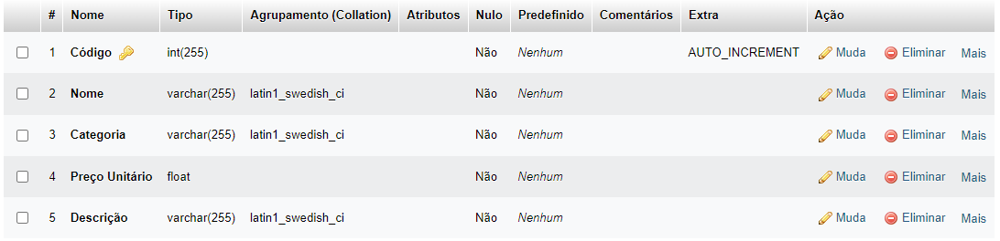 # Nome Tipo Agrupamento (Collation) Atributos Nulo Predefinido Comentários Extra Ação
1 Código int(255) Não Nenhum AUTO_INCREMENT Muda Eliminar Mais
2 Nome varchar(255) latin1_swedish_ci Não Nenhum Muda Eliminar Mais
3 Categoria varchar(255) latin1_swedish_ci Não Nenhum Muda Eliminar Mais
4 Preço Unitário float Não Nenhum Muda Eliminar Mais
5 Descrição varchar(255) latin1_swedish_ci Não Nenhum Muda Eliminar Mais